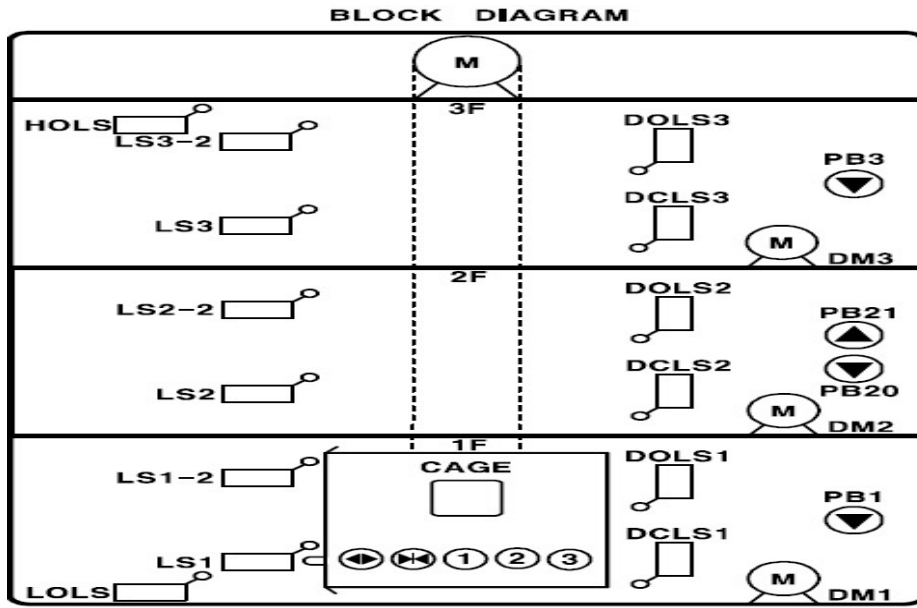 BLOCK DIAGRAM
M
3F
HOLS
LS3-2
DOLS3
PB3
LS3
DCLS3
M
DM3
2F
LS2-2
DOLS2
PB21
LS2
DCLS2
PB20
M
DM2
1F
CAGE
LS1-2
DOLS1
PB1
LS1
1 2 3
DCLS1
LOLS
M
DM1